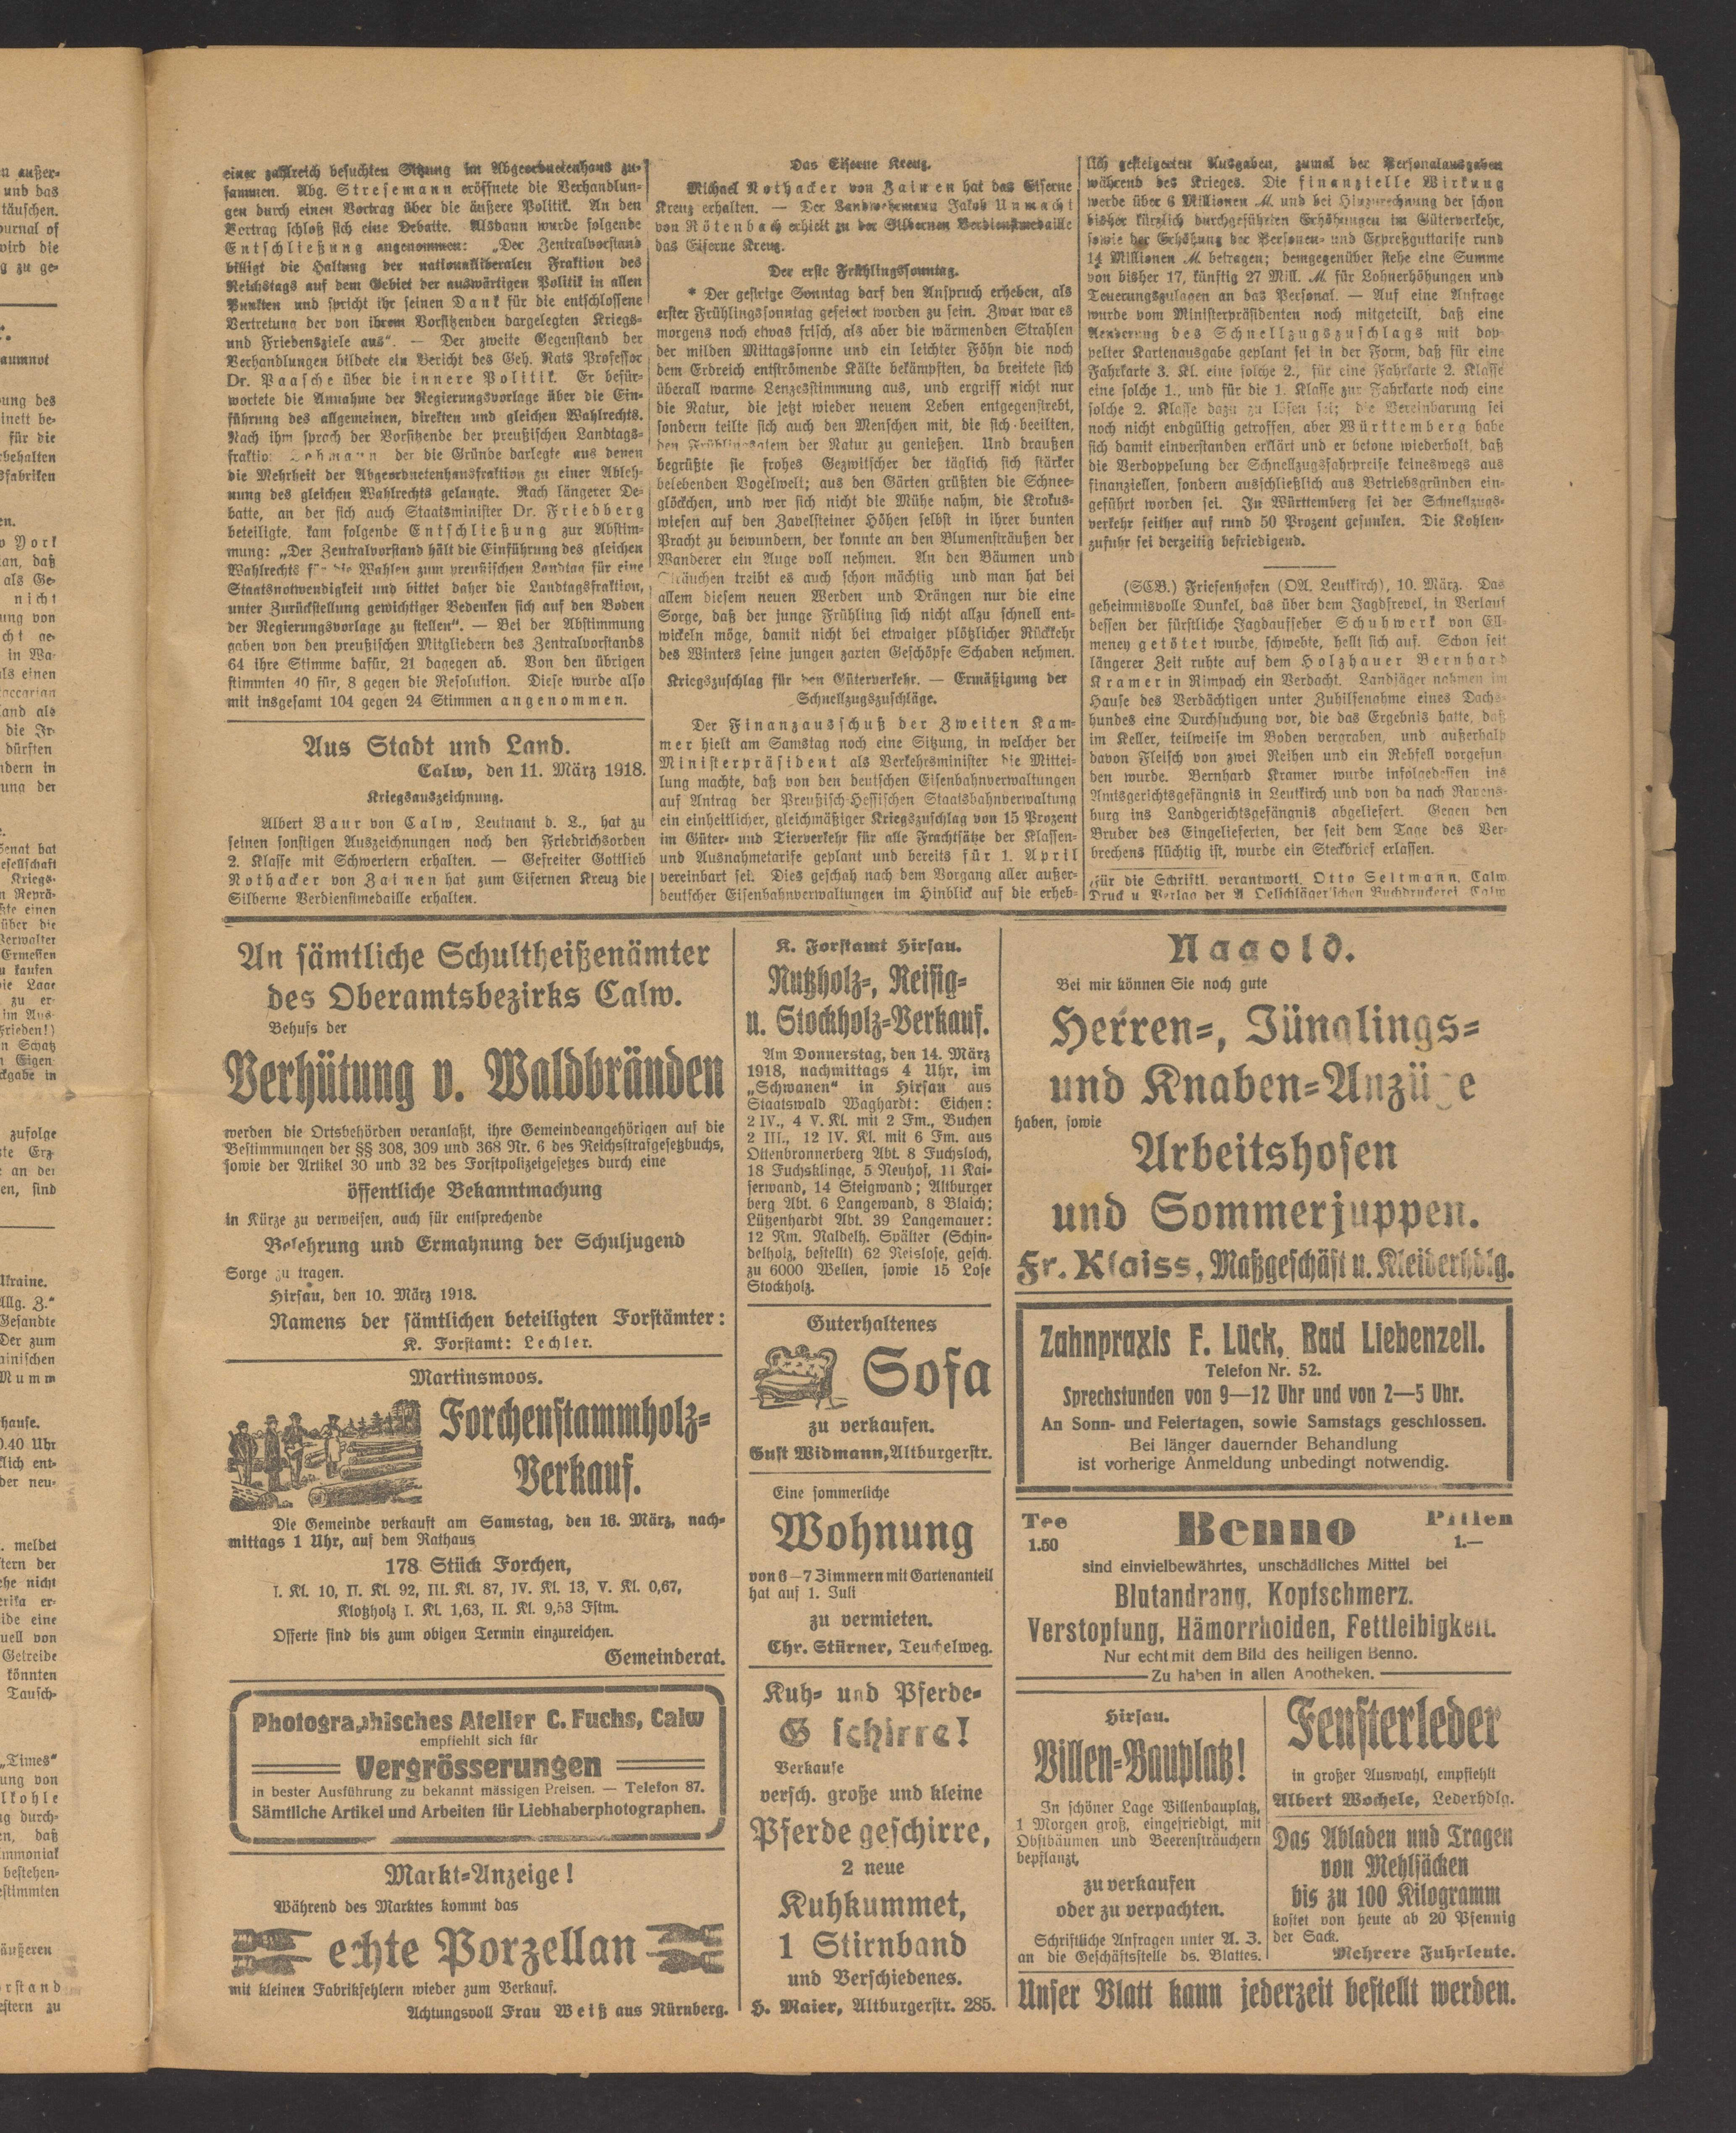 einer zahlreich besuchten Sitzung im Abgeordnetenhaus zu-
sammen. Abg. Stresemann eröffnete die Verhandlun-
gen durch einen Vortrag über die äußere Politik. An den
Vortrag schloß sich eine Debatte. Alsdann wurde folgende
Entschließung angenommen: „Der Zentralvorstand
billigt die Haltung der nationalliberalen Fraktion des
Reichstags auf dem Gebiet der auswärtigen Politik in allen
Punkten und spricht ihr seinen Dank für die entschlossene
Vertretung der von ihrem Vorsitzenden dargelegten Kriegs-
und Friedensziele aus“. — Der zweite Gegenstand der
Verhandlungen bildete ein Bericht des Geh. Rats Professor
Dr. Paasche über die innere Politik. Er befür-
wortete die Annahme der Regierungsvorlage über die Ein-
führung des allgemeinen, direkten und gleichen Wahlrechts.
Nach ihm sprach der Vorsitzende der preußischen Landtags-
fraktion Lohmann der die Gründe darlegte aus denen
die Mehrheit der Abgeordnetenhausfraktion zu einer Ableh-
nung des gleichen Wahlrechts gelangte. Nach längerer De-
batte, an der sich auch Staatsminister Dr. Friedberg
beteiligte, kam folgende Entschließung zur Abstim-
mung: „Der Zentralvorstand hält die Einführung des gleichen
Wahlrechts für die Wahlen zum preußischen Landtag für eine
Staatsnotwendigkeit und bittet daher die Landtagsfraktion,
unter Zurückstellung gewichtiger Bedenken sich auf den Boden
der Regierungsvorlage zu stellen“. — Bei der Abstimmung
gaben von den preußischen Mitgliedern des Zentralvorstands
64 ihre Stimme dafür, 21 dagegen ab. Von den übrigen
stimmten 40 für, 8 gegen die Resolution. Diese wurde also
mit insgesamt 104 gegen 24 Stimmen angenommen.
Aus Stadt und Land.
Calw, den 11. März 1918.
Kriegsauszeichnung.
Albert Baur von Calw, Leutnant d. L., hat zu
seinen sonstigen Auszeichnungen noch den Friedrichsorden
2. Klasse mit Schwertern erhalten. — Gefreiter Gottlieb
Nothacker von Zainen hat zum Eisernen Kreuz die
Silberne Verdienstmedaille erhalten.
Das Eiserne Kreuz.
Michael Nothacker von Zainen hat das Eiserne
Kreuz erhalten. — Der Landwehrmann Jakob Unmacht
von Rötenbach erhielt zu der Silbernen Verdienstmedaille
das Eiserne Kreuz.
Der erste Frühlingssonntag.
* Der gestrige Sonntag darf den Anspruch erheben, als
erster Frühlingssonntag gefeiert worden zu sein. Zwar war es
morgens noch etwas frisch, als aber die wärmenden Strahlen
der milden Mittagssonne und ein leichter Föhn die noch
dem Erdreich entströmende Kälte bekämpften, da breitete sich
überall warme Lenzesstimmung aus, und ergriff nicht nur
die Natur, die jetzt wieder neuem Leben entgegenstrebt,
sondern teilte sich auch den Menschen mit, die sich beeilten,
den Frühlingsatem der Natur zu genießen. Und draußen
begrüßte sie frohes Gezwitscher der täglich sich stärker
belebenden Vogelwelt; aus den Gärten grüßten die Schnee-
glöckchen, und wer sich nicht die Mühe nahm, die Krokus-
wiesen auf den Zavelsteiner Höhen selbst in ihrer bunten
Pracht zu bewundern, der konnte an den Blumensträußen der
Wanderer ein Auge voll nehmen. An den Bäumen und
Sträuchen treibt es auch schon mächtig und man hat bei
allem diesem neuen Werden und Drängen nur die eine
Sorge, daß der junge Frühling sich nicht allzu schnell ent-
wickeln möge, damit nicht bei etwaiger plötzlicher Rückkehr
des Winters seine jungen zarten Geschöpfe Schaden nehmen.
Kriegszuschlag für den Güterverkehr. — Ermäßigung der
Schnellzugszuschläge.
Der Finanzausschuß der Zweiten Kam-
mer hielt am Samstag noch eine Sitzung, in welcher der
Ministerpräsident als Verkehrsminister die Mittei-
lung machte, daß von den deutschen Eisenbahnverwaltungen
auf Antrag der Preußisch-Hessischen Staatsbahnverwaltung
ein einheitlicher, gleichmäßiger Kriegszuschlag von 15 Prozent
im Güter- und Tierverkehr für alle Frachtsätze der Klassen-
und Ausnahmetarife geplant und bereits für 1. April
vereinbart sei. Dies geschah nach dem Vorgang aller außer-
deutscher Eisenbahnverwaltungen im Hinblick auf die erheb-
lich gesteigerten Ausgaben, zumal der Personalausgaben
während des Krieges. Die finanzielle Wirkung
werde über 6 Millionen M. und bei Hinzurechnung der schon
bisher kürzlich durchgeführten Erhöhungen im Güterverkehr,
sowie der Erhöhung der Personen- und Expreßguttarife rund
14 Millionen M. betragen; demgegenüber stehe eine Summe
von bisher 17, künftig 27 Mill. M. für Lohnerhöhungen und
Teuerungszulagen an das Personal. — Auf eine Anfrage
wurde vom Ministerpräsidenten noch mitgeteilt, daß eine
Aenderung des Schnellzugszuschlags mit dop-
pelter Kartenausgabe geplant sei in der Form, daß für eine
Fahrkarte 3. Kl. eine solche 2., für eine Fahrkarte 2. Klasse
eine solche 1., und für die 1. Klasse zur Fahrkarte noch eine
solche 2. Klasse dazu zu lösen sei; die Vereinbarung sei
noch nicht endgültig getroffen, aber Württemberg habe
sich damit einverstanden erklärt und er betone wiederholt, daß
die Verdoppelung der Schnellzugsfahrpreise keineswegs aus
finanziellen, sondern ausschließlich aus Betriebsgründen ein-
geführt worden sei. In Württemberg sei der Schnellzugs-
verkehr seither auf rund 50 Prozent gesunken. Die Kohlen-
zufuhr sei derzeitig befriedigend.
(SCB.) Friesenhofen (OA. Leutkirch), 10. März. Das
geheimnisvolle Dunkel, das über dem Jagdfrevel, in Verlauf
dessen der fürstliche Jagdaufseher Schubwerk von Ell-
meney getötet wurde, schwebte, hellt sich auf. Schon seit
längerer Zeit ruhte auf dem Holzhauer Bernhard
Kramer in Rimpach ein Verdacht. Landjäger nahmen im
Hause des Verdächtigen unter Zuhilfenahme eines Dachs-
hundes eine Durchsuchung vor, die das Ergebnis hatte, daß
im Keller, teilweise im Boden vergraben, und außerhalb
davon Fleisch von zwei Reihen und ein Rehfell vorgefun-
den wurde. Bernhard Kramer wurde infolgedessen ins
Amtsgerichtsgefängnis in Leutkirch und von da nach Ravens-
burg ins Landgerichtsgefängnis abgeliefert. Gegen den
Bruder des Eingelieferten, der seit dem Tage des Ver-
brechens flüchtig ist, wurde ein Steckbrief erlassen.
Für die Schriftl. verantwortl. Otto Seltmann, Calw.
Druck u. Verlag der A. Oelschläger'schen Buchdruckerei, Calw.
An sämtliche Schultheißenämter
des Oberamtsbezirks Calw.
Behufs der
Verhütung v. Waldbränden
werden die Ortsbehörden veranlaßt, ihre Gemeindeangehörigen auf die
Bestimmungen der §§ 308, 309 und 368 Nr. 6 des Reichsstrafgesetzbuchs,
sowie der Artikel 30 und 32 des Forstpolizeigesetzes durch eine
öffentliche Bekanntmachung
in Kürze zu verweisen, auch für entsprechende
Belehrung und Ermahnung der Schuljugend
Sorge zu tragen.
Hirsau, den 10. März 1918.
Namens der sämtlichen beteiligten Forstämter:
K. Forstamt: Lechler.
Martinsmoos.
Forchenstammholz-
Verkauf.
Die Gemeinde verkauft am Samstag, den 16. März, nach-
mittags 1 Uhr, auf dem Rathaus
178 Stück Forchen,
I. Kl. 10, II. Kl. 92, III. Kl. 87, IV. Kl. 13, V. Kl. 0,67,
Klotzholz I. Kl. 1,63, II. Kl. 9,53 Fstm.
Offerte sind bis zum obigen Termin einzureichen.
Gemeinderat.
Photographisches Atelier C. Fuchs, Calw
empfiehlt sich für
Vergrösserungen
in bester Ausführung zu bekannt mässigen Preisen. — Telefon 87.
Sämtliche Artikel und Arbeiten für Liebhaberphotographen.
Markt-Anzeige!
Während des Marktes kommt das
echte Porzellan
mit kleinen Fabrikfehlern wieder zum Verkauf.
Achtungsvoll Frau Weiß aus Nürnberg.
K. Forstamt Hirsau.
Nutzholz-, Reisig-
u. Stockholz-Verkauf.
Am Donnerstag, den 14. März
1918, nachmittags 4 Uhr, im
„Schwanen“ in Hirsau aus
Staatswald Waghardt: Eichen:
2 IV., 4 V. Kl. mit 2 Fm., Buchen
2 III., 12 IV. Kl. mit 6 Fm. aus
Ottenbronnerberg Abt. 8 Fuchsloch,
18 Fuchsklinge, 5 Neuhof, 11 Kai-
serwand, 14 Steigwand; Altburger
berg Abt. 6 Langewand, 8 Blaich;
Lützenhardt Abt. 39 Langemauer:
12 Rm. Naldelh. Spälter (Schin-
delholz, bestellt) 62 Reislose, gesch.
zu 6000 Wellen, sowie 15 Lose
Stockholz.
Guterhaltenes
Sofa
zu verkaufen.
Gust Widmann, Altburgerstr.
Eine sommerliche
Wohnung
von 6—7 Zimmern mit Gartenanteil
hat auf 1. Juli
zu vermieten.
Chr. Stürner, Teuchelweg.
Kuh- und Pferde-
G schirre!
Verkaufe
versch. große und kleine
Pferdegeschirre,
2 neue
Kuhkummet,
1 Stirnband
und Verschiedenes.
H. Maier, Altburgerstr. 285.
Nagold.
Bei mir können Sie noch gute
Herren-, Jünglings-
und Knaben-Anzüge
haben, sowie
Arbeitshosen
und Sommerjuppen.
Fr. Klaiss, Maßgeschäft u. Kleiderhdlg.
Zahnpraxis F. Lück, Bad Liebenzell.
Telefon Nr. 52.
Sprechstunden von 9—12 Uhr und von 2—5 Uhr.
An Sonn- und Feiertagen, sowie Samstags geschlossen.
Bei länger dauernder Behandlung
ist vorherige Anmeldung unbedingt notwendig.
Tee Benno Pillen
1.50 1.—
sind ein vielbewährtes, unschädliches Mittel bei
Blutandrang, Kopfschmerz.
Verstopfung, Hämorrhoiden, Fettleibigkeit.
Nur echt mit dem Bild des heiligen Benno.
Zu haben in allen Apotheken.
Hirsau.
Villen-Bauplatz!
In schöner Lage Villenbauplatz,
1 Morgen groß, eingefriedigt, mit
Obstbäumen und Beerensträuchern
bepflanzt,
zu verkaufen
oder zu verpachten.
Schriftliche Anfragen unter A. Z.
an die Geschäftsstelle ds. Blattes.
Fensterleder
in großer Auswahl, empfiehlt
Albert Wochele, Lederhdlg.
Das Abladen und Tragen
von Mehlsäcken
bis zu 100 Kilogramm
kostet von heute ab 20 Pfennig
der Sack.
Mehrere Fuhrleute.
Unser Blatt kann jederzeit bestellt werden.